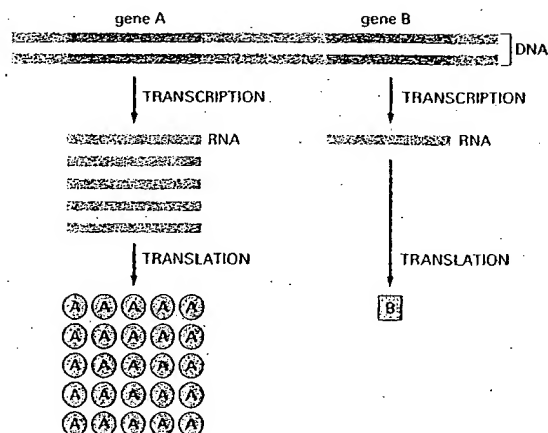 gene A gene B
DNA
TRANSCRIPTION TRANSCRIPTION
RNA RNA
TRANSLATION TRANSLATION
A A A A A B
A A A A A
A A A A A
A A A A A
A A A A A